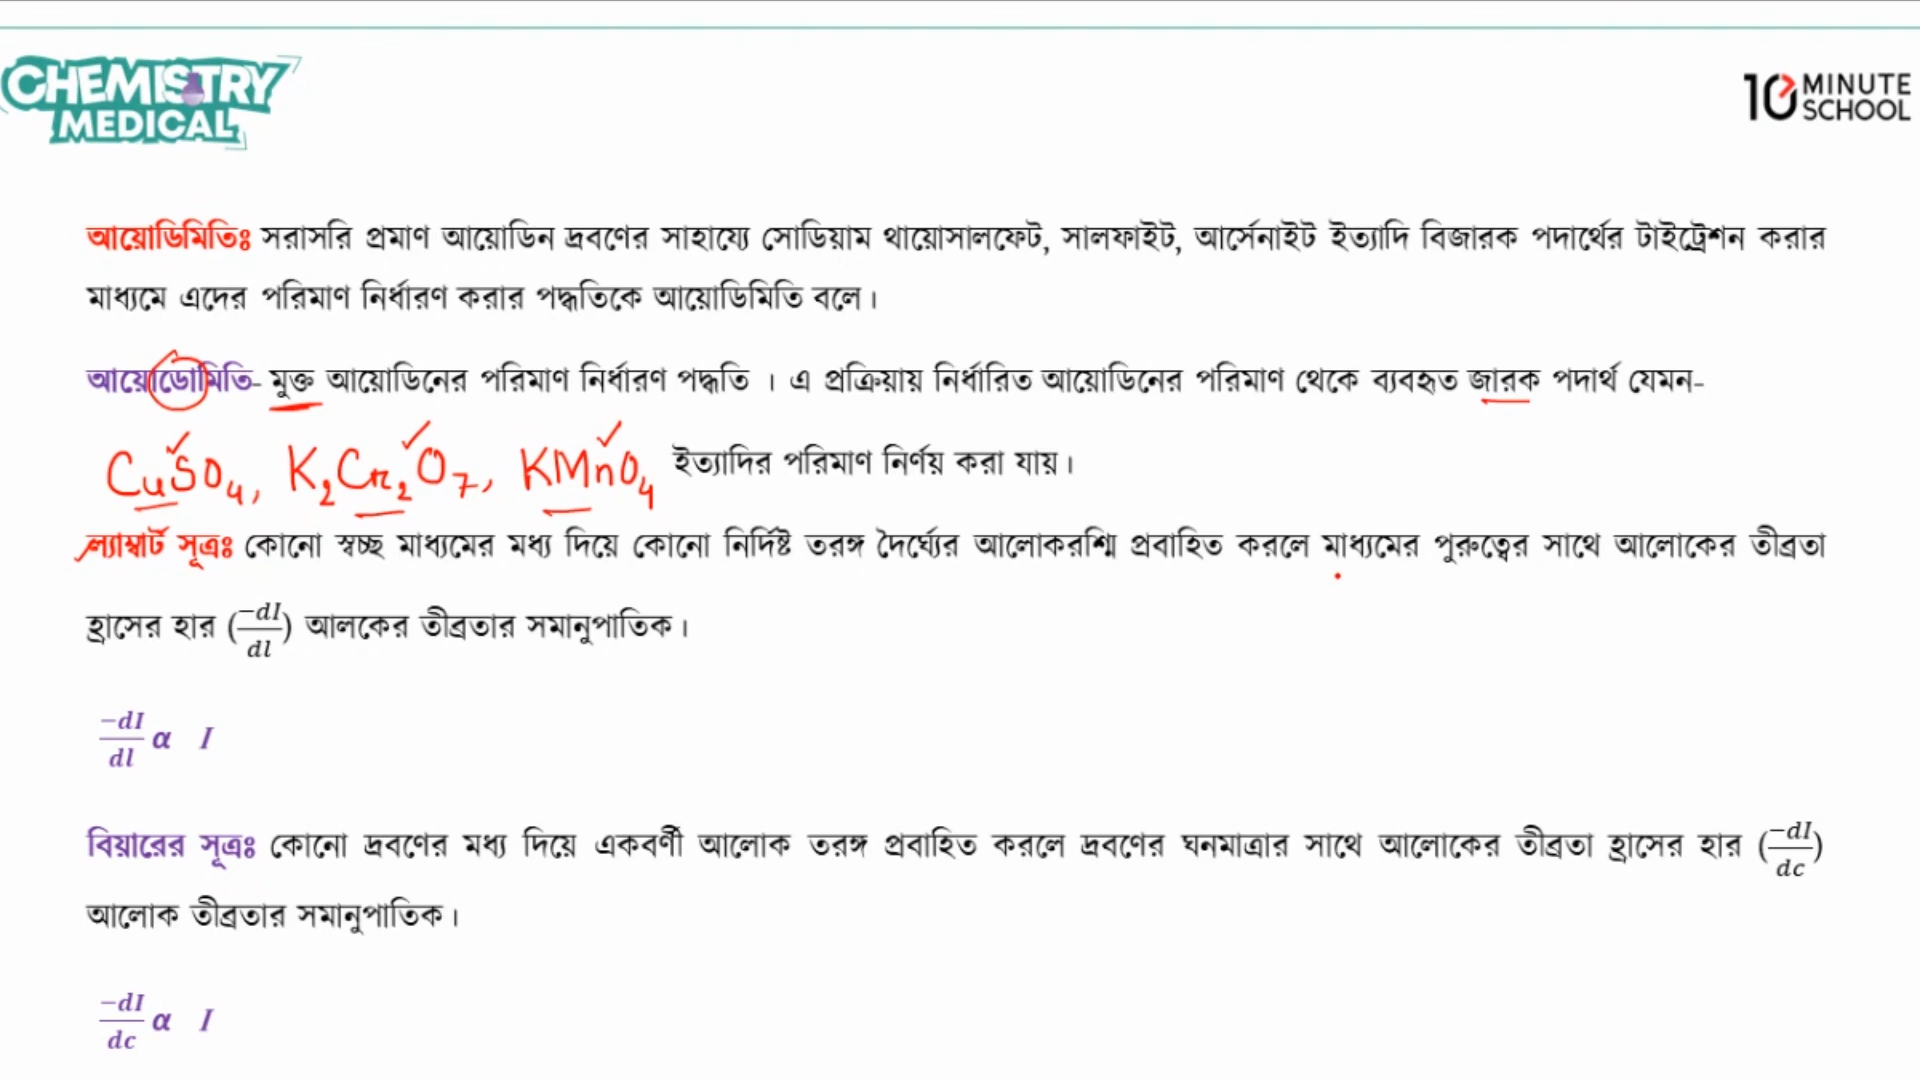 CHEMISTRY
MEDICAL
10 MINUTE
SCHOOL
আয়োডিমিতিঃ সরাসরি প্রমাণ আয়োডিন দ্রবণের সাহায্যে সোডিয়াম থায়োসালফেট, সালফাইট, আর্সেনাইট ইত্যাদি বিজারক পদার্থের টাইট্রেশন করার
মাধ্যমে এদের পরিমাণ নির্ধারণ করার পদ্ধতিকে আয়োডিমিতি বলে।
আয়োডোমিতি- মুক্ত আয়োডিনের পরিমাণ নির্ধারণ পদ্ধতি । এ প্রক্রিয়ায় নির্ধারিত আয়োডিনের পরিমাণ থেকে ব্যবহৃত জারক পদার্থ যেমন-
CuSO₄, K₂Cr₂O₇, KMnO₄ ইত্যাদির পরিমাণ নির্ণয় করা যায়।
ল্যাম্বার্ট সূত্রঃ কোনো স্বচ্ছ মাধ্যমের মধ্য দিয়ে কোনো নির্দিষ্ট তরঙ্গ দৈর্ঘ্যের আলোকরশ্মি প্রবাহিত করলে মাধ্যমের পুরুত্বের সাথে আলোকের তীব্রতা
হ্রাসের হার (−dI/dl) আলকের তীব্রতার সমানুপাতিক।
−dI/dl α I
বিয়ারের সূত্রঃ কোনো দ্রবণের মধ্য দিয়ে একবর্ণী আলোক তরঙ্গ প্রবাহিত করলে দ্রবণের ঘনমাত্রার সাথে আলোকের তীব্রতা হ্রাসের হার (−dI/dc)
আলোক তীব্রতার সমানুপাতিক।
−dI/dc α I